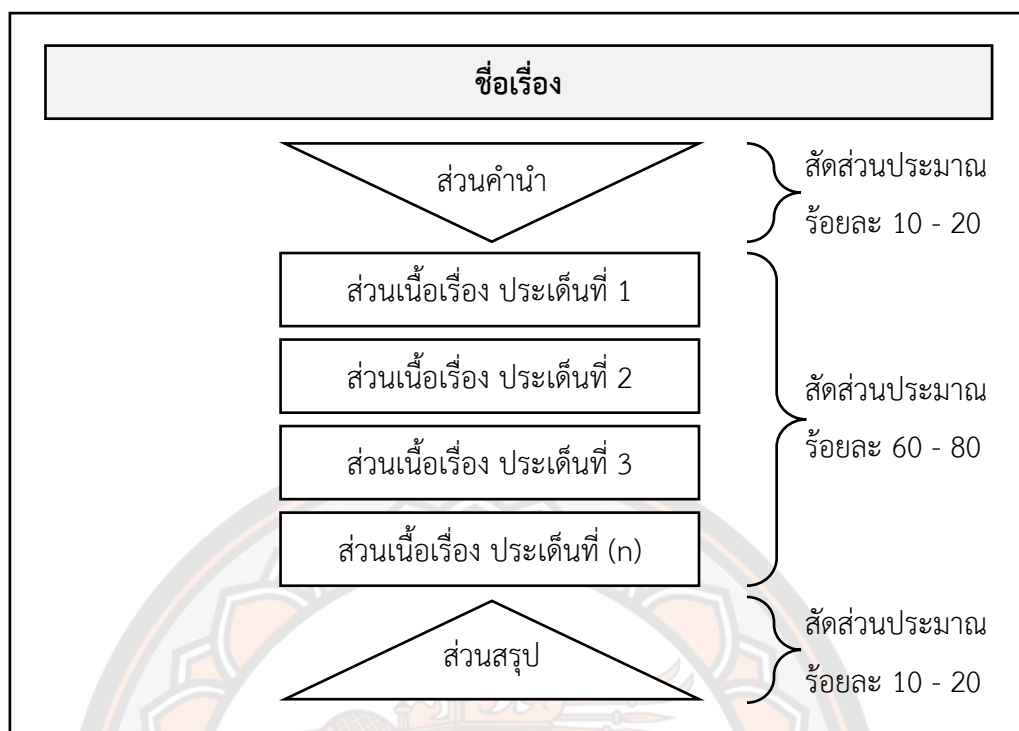 ชื่อเรื่อง
ส่วนคำนำ
สัดส่วนประมาณ
ร้อยละ 10 - 20
ส่วนเนื้อเรื่อง ประเด็นที่ 1
ส่วนเนื้อเรื่อง ประเด็นที่ 2
ส่วนเนื้อเรื่อง ประเด็นที่ 3
ส่วนเนื้อเรื่อง ประเด็นที่ (n)
สัดส่วนประมาณ
ร้อยละ 60 - 80
ส่วนสรุป
สัดส่วนประมาณ
ร้อยละ 10 - 20